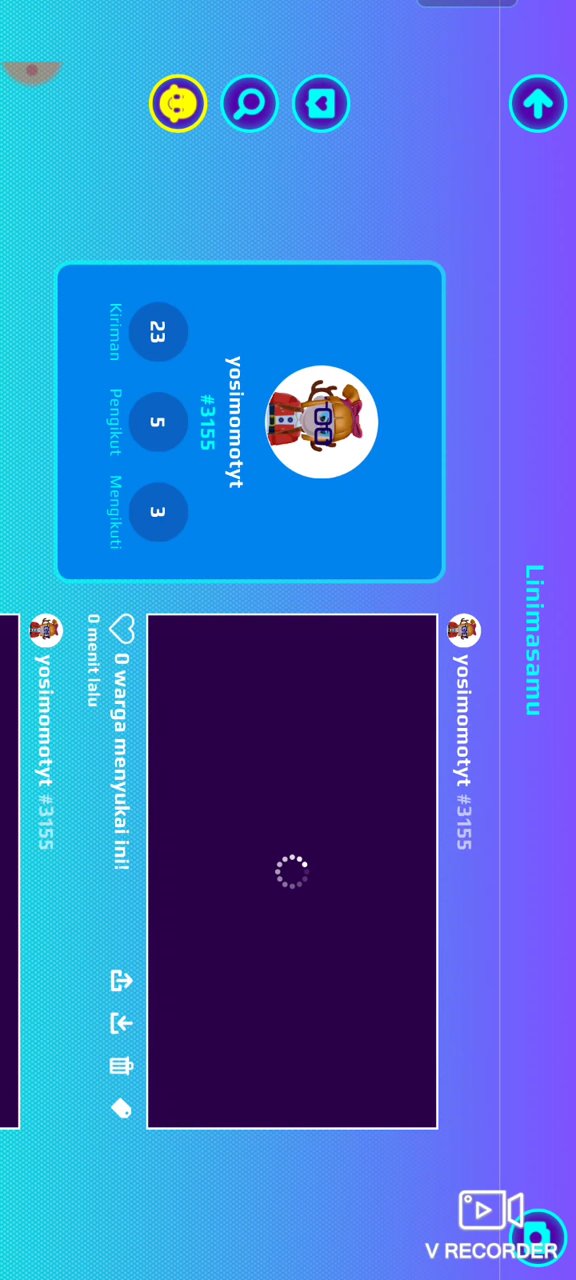 Linimasamu
yosimomotyt
#3155
23
5
3
Kiriman
Pengikut
Mengikuti
yosimomotyt #3155
0 warga menyukai ini!
0 menit lalu
yosimomotyt #3155
V RECORDER